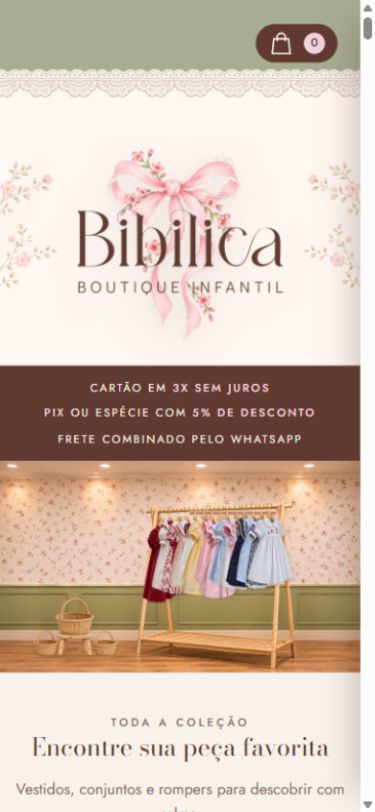 0
Bibilica
BOUTIQUE INFANTIL
CARTÃO EM 3X SEM JUROS
PIX OU ESPÉCIE COM 5% DE DESCONTO
FRETE COMBINADO PELO WHATSAPP
TODA A COLEÇÃO
Encontre sua peça favorita
Vestidos, conjuntos e rompers para descobrir com